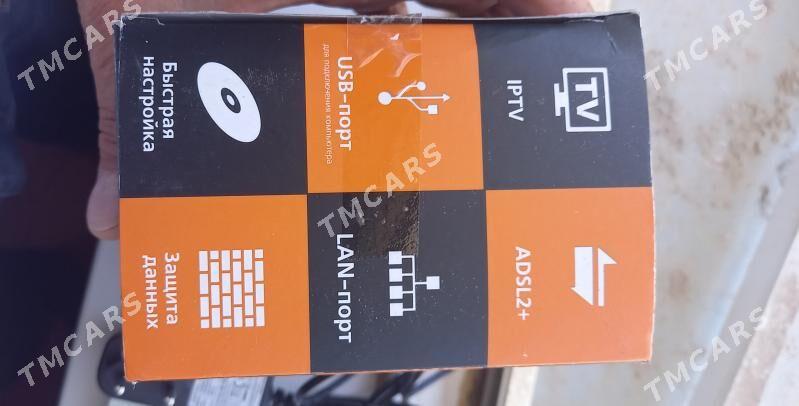 TV
IPTV
ADSL2+
USB–порт
для подключения компьютера
LAN–порт
Быстрая
настройка
Защита
данных
TMCARS
TMCARS
TMCARS
TMCARS
TMCARS